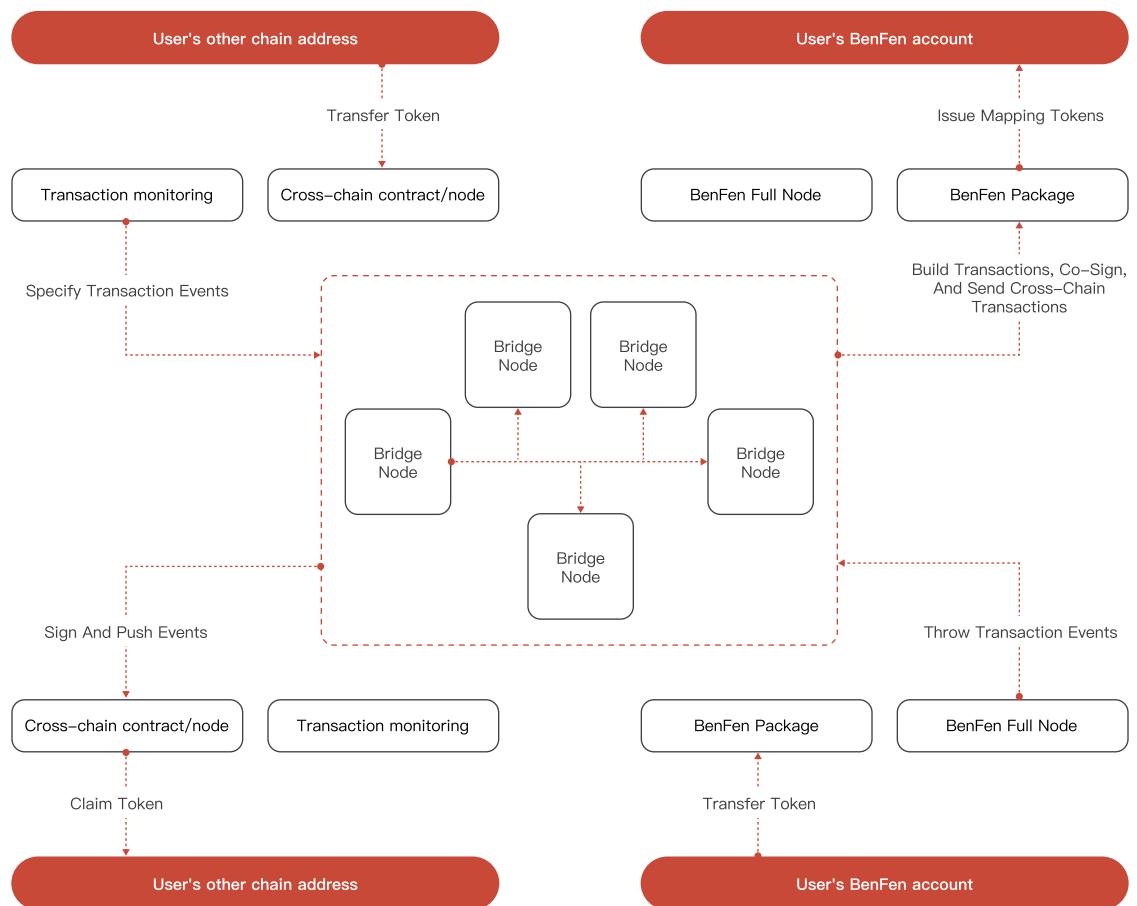 User's other chain address
User's BenFen account
Transfer Token
Issue Mapping Tokens
Transaction monitoring
Cross-chain contract/node
BenFen Full Node
BenFen Package
Specify Transaction Events
Build Transactions, Co-Sign,
And Send Cross-Chain
Transactions
Bridge
Node
Bridge
Node
Bridge
Node
Bridge
Node
Bridge
Node
Sign And Push Events
Throw Transaction Events
Cross-chain contract/node
Transaction monitoring
BenFen Package
BenFen Full Node
Claim Token
Transfer Token
User's other chain address
User's BenFen account